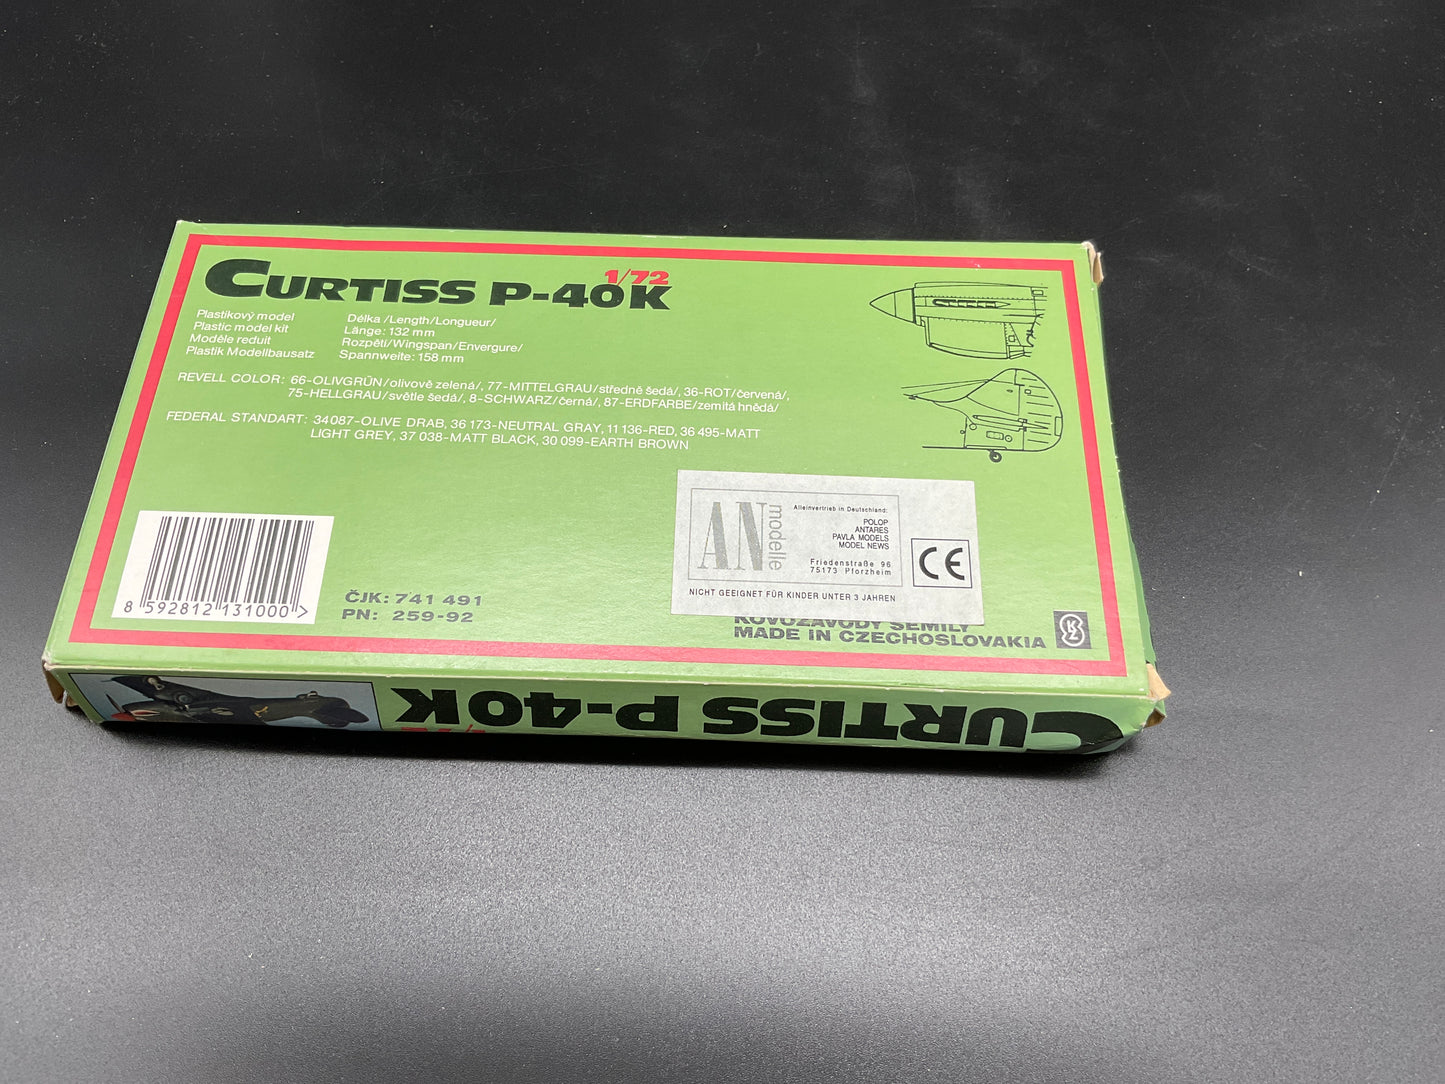 CURTISS P-40K
1/72
Plastikový model
Plastic model kit
Modèle reduit
Plastik Modellbausatz
Délka /Length/Longueur/
Länge: 132 mm
Rozpětí/Wingspan/Envergure/
Spannweite: 158 mm
REVELL COLOR: 66-OLIVGRÜN/olivově zelená/, 77-MITTELGRAU/středně šedá/, 36-ROT/červená/,
75-HELLGRAU/světle šedá/, 8-SCHWARZ/černá/, 87-ERDFARBE/zemitá hnědá/
FEDERAL STANDART: 34 087-OLIVE DRAB, 36 173-NEUTRAL GRAY, 11 136-RED, 36 495-MATT
LIGHT GREY, 37 038-MATT BLACK, 30 099-EARTH BROWN
AN
modelle
Alleinvertrieb in Deutschland:
POLOP
ANTARES
PAVLA MODELS
MODEL NEWS
Friedenstraße 96
75173 Pforzheim
CE
NICHT GEEIGNET FÜR KINDER UNTER 3 JAHREN
8 592812 131000 >
ČJK: 741 491
PN: 259-92
KOVOZÁVODY SEMILY
MADE IN CZECHOSLOVAKIA
CURTISS P-40K
1/72